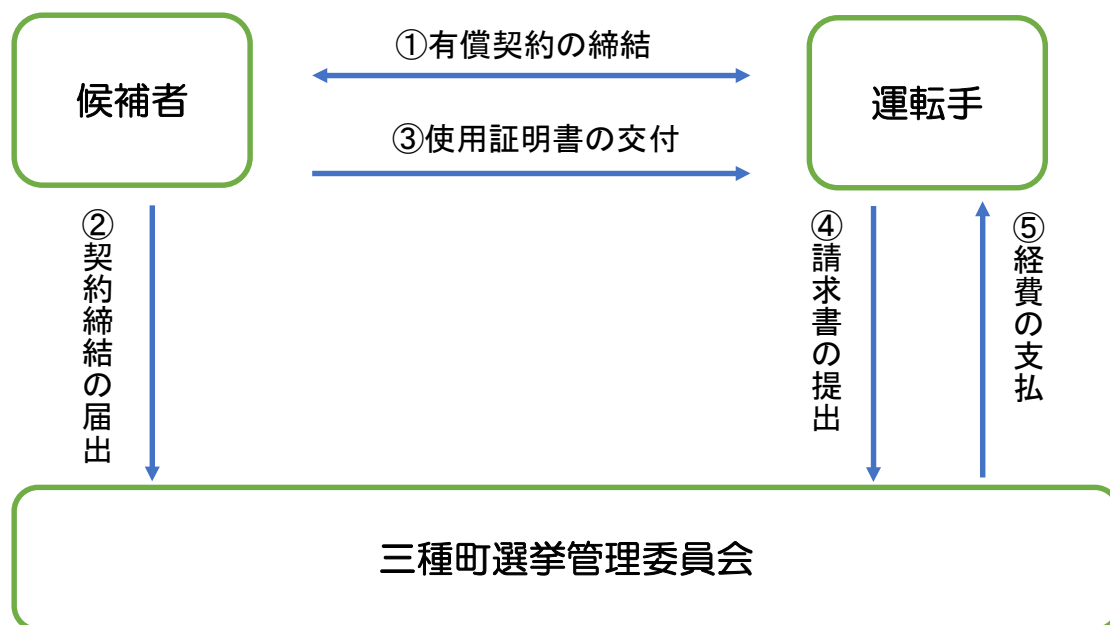 ①有償契約の締結
候補者
運転手
③使用証明書の交付
②契約締結の届出
④請求書の提出
⑤経費の支払
三種町選挙管理委員会